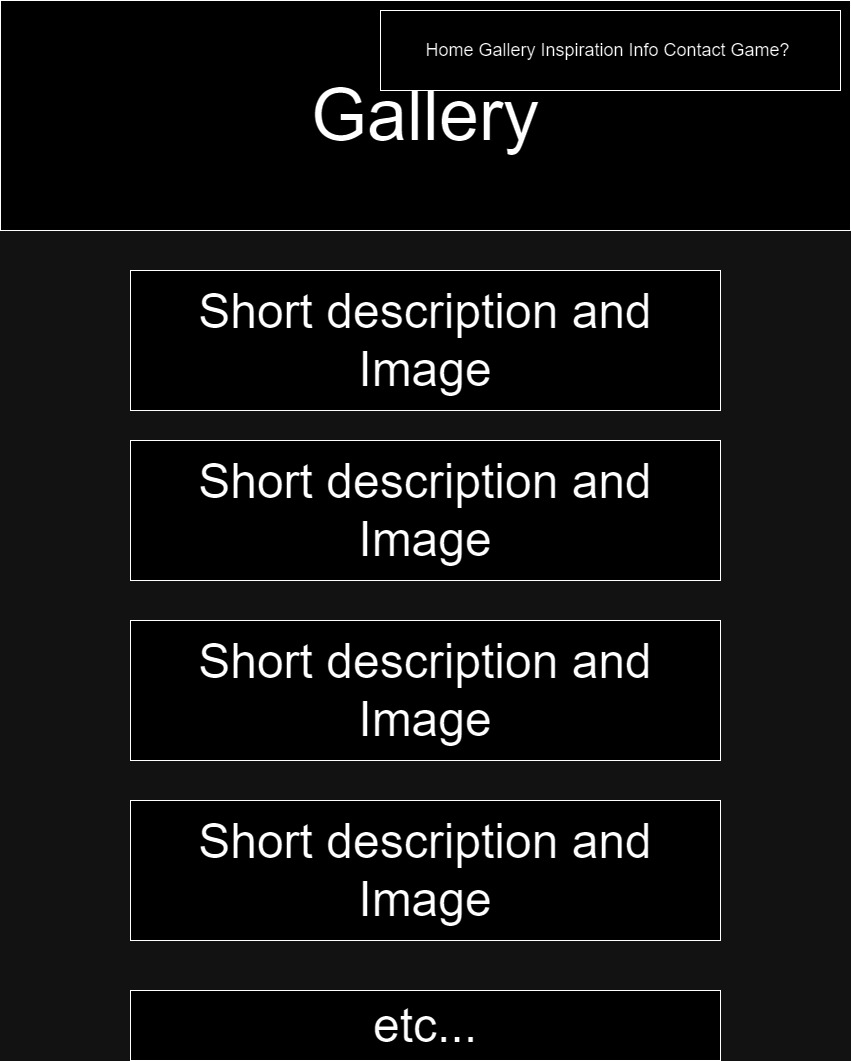 Home Gallery Inspiration Info Contact Game?
Gallery
Short description and
Image
Short description and
Image
Short description and
Image
Short description and
Image
etc...